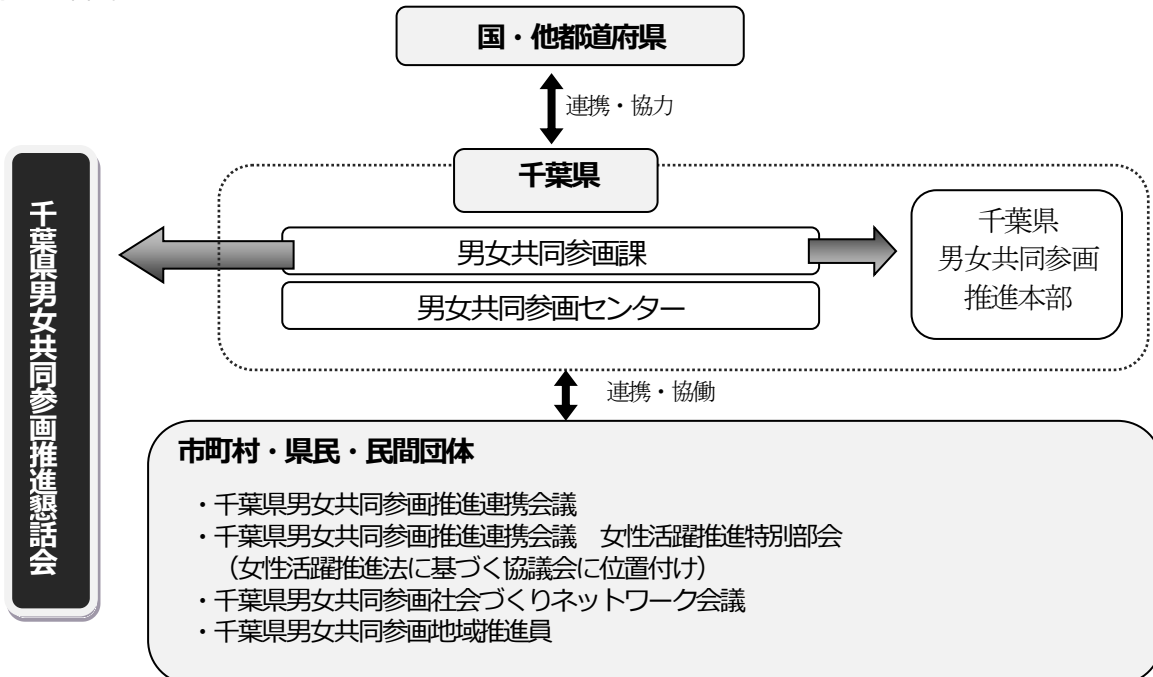 国・他都道府県
連携・協力
千葉県
千葉県男女共同参画推進懇話会
男女共同参画課
男女共同参画センター
千葉県
男女共同参画
推進本部
連携・協働
市町村・県民・民間団体
・千葉県男女共同参画推進連携会議
・千葉県男女共同参画推進連携会議　女性活躍推進特別部会
（女性活躍推進法に基づく協議会に位置付け）
・千葉県男女共同参画社会づくりネットワーク会議
・千葉県男女共同参画地域推進員